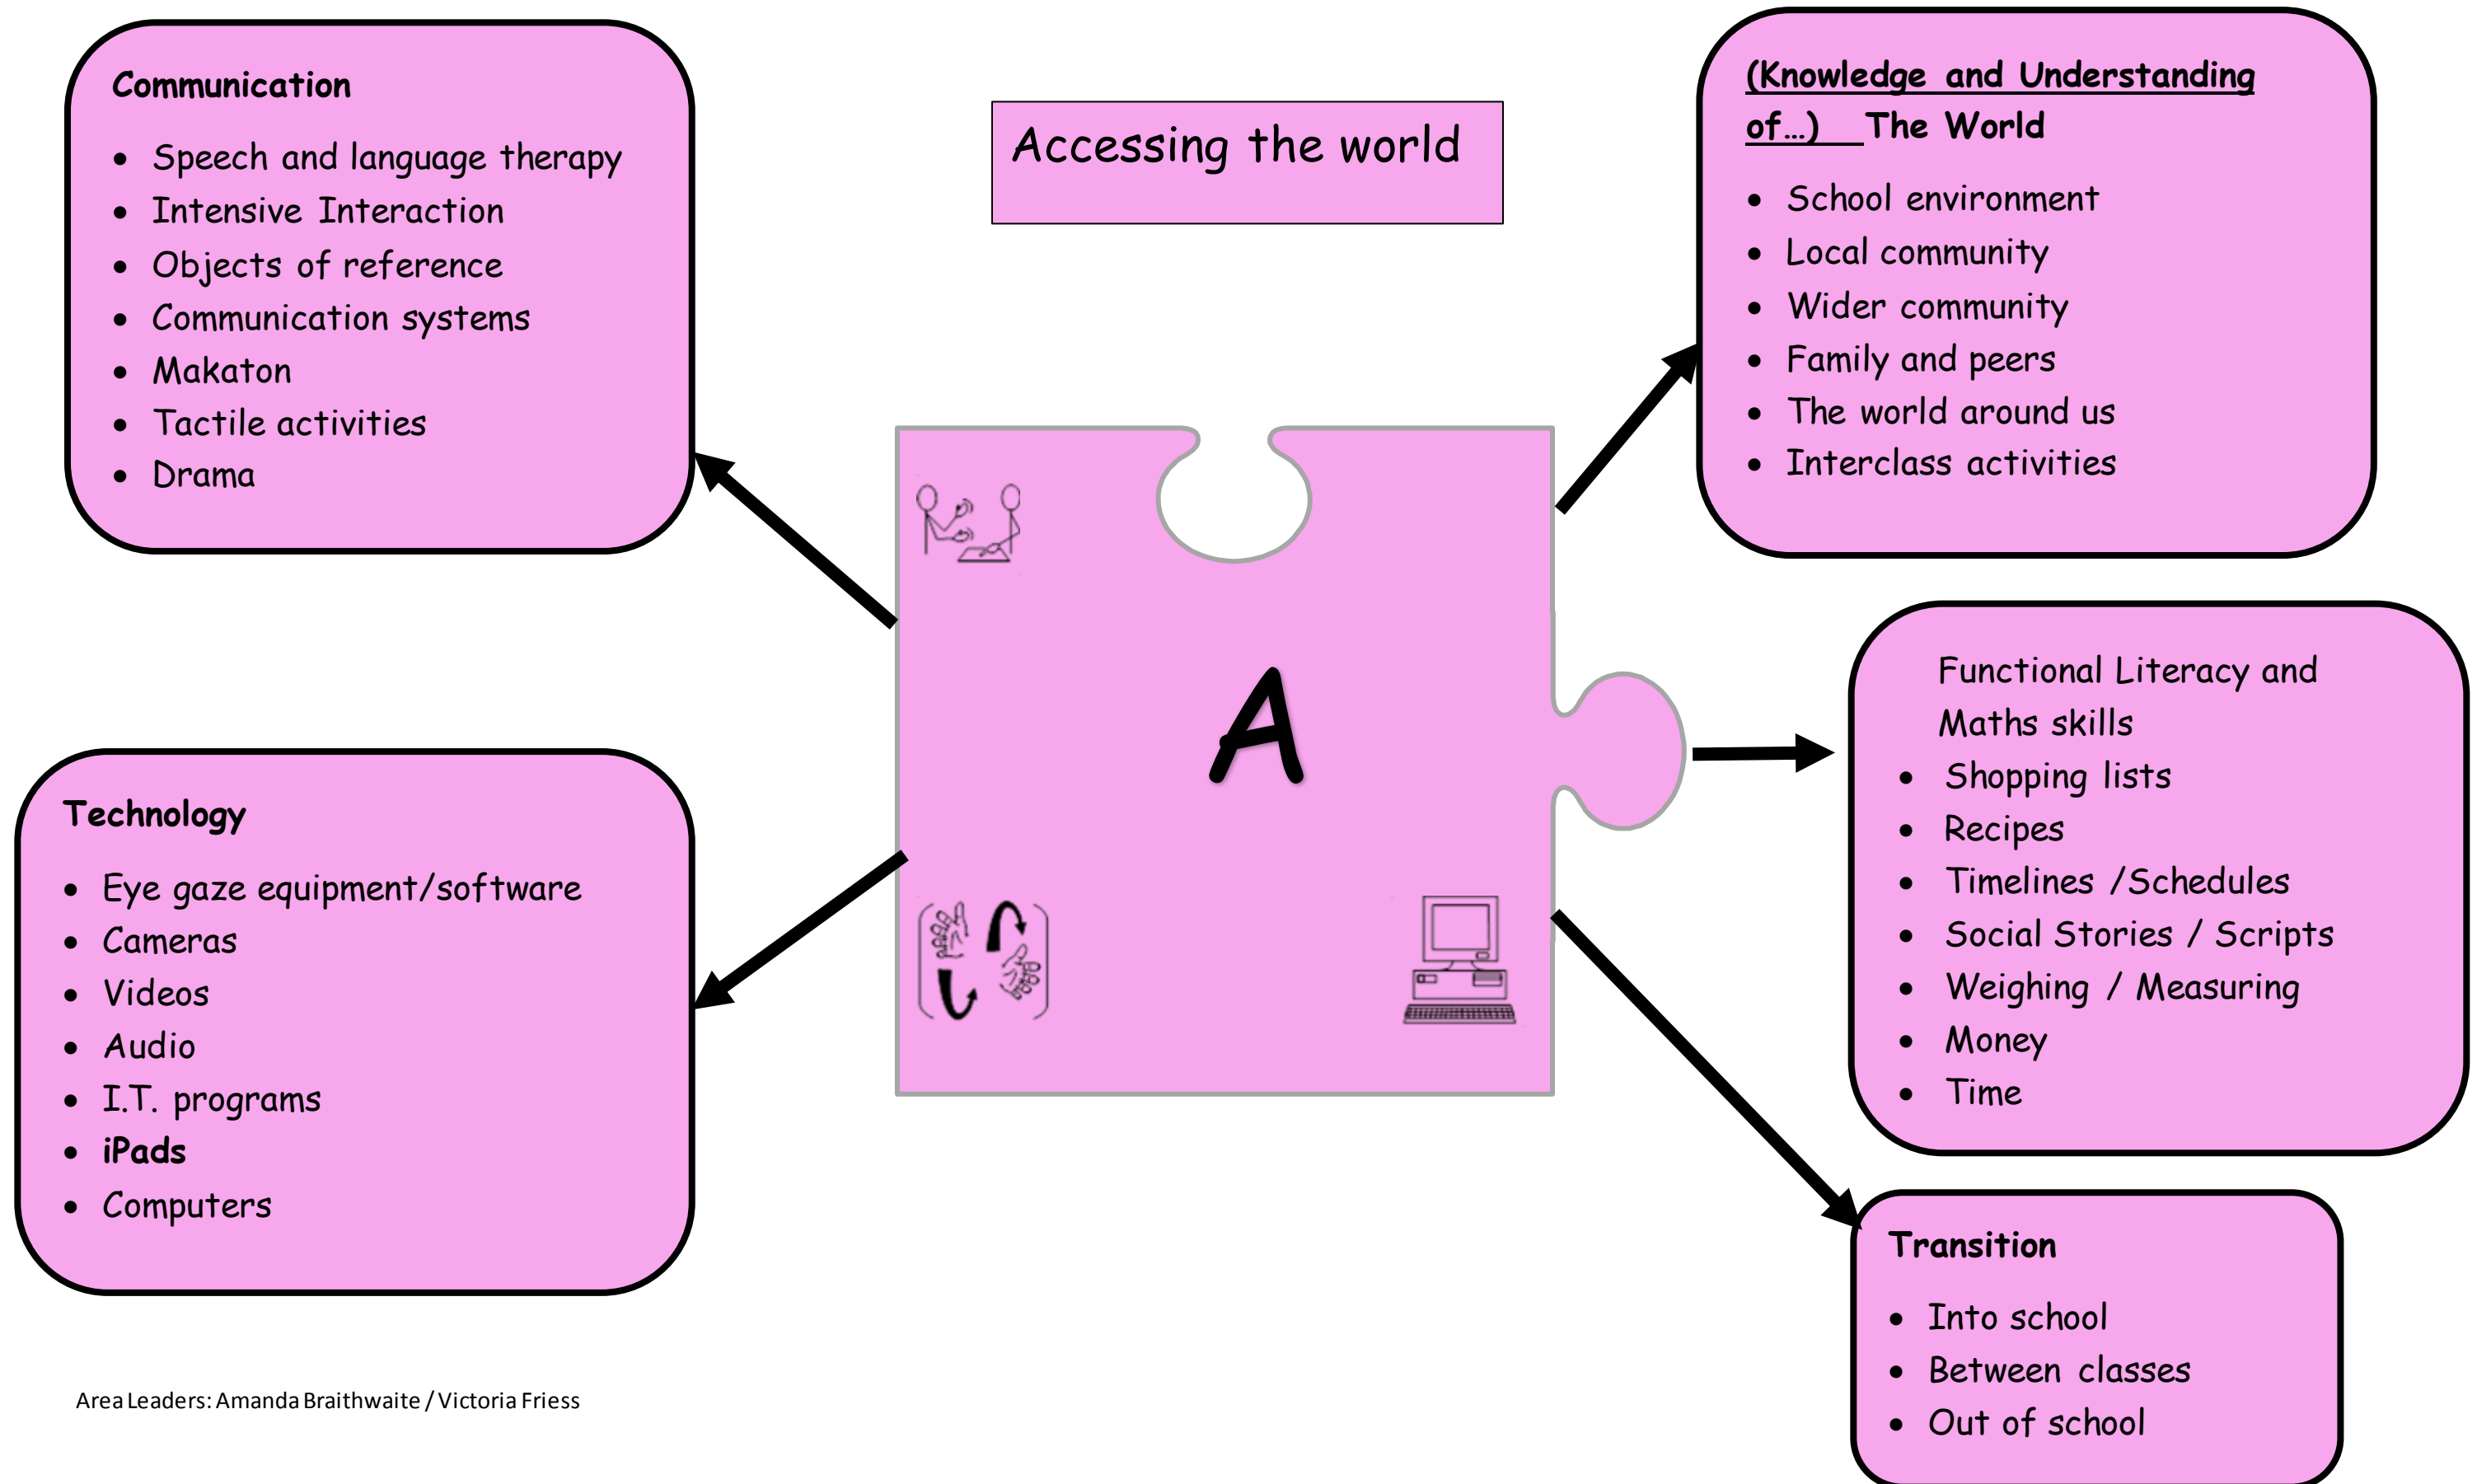 Accessing the world
Communication
• Speech and language therapy
• Intensive Interaction
• Objects of reference
• Communication systems
• Makaton
• Tactile activities
• Drama
(Knowledge and Understanding
of…) The World
• School environment
• Local community
• Wider community
• Family and peers
• The world around us
• Interclass activities
A
Technology
• Eye gaze equipment/software
• Cameras
• Videos
• Audio
• I.T. programs
• iPads
• Computers
Functional Literacy and
Maths skills
• Shopping lists
• Recipes
• Timelines /Schedules
• Social Stories / Scripts
• Weighing / Measuring
• Money
• Time
Transition
• Into school
• Between classes
• Out of school
Area Leaders: Amanda Braithwaite / Victoria Friess